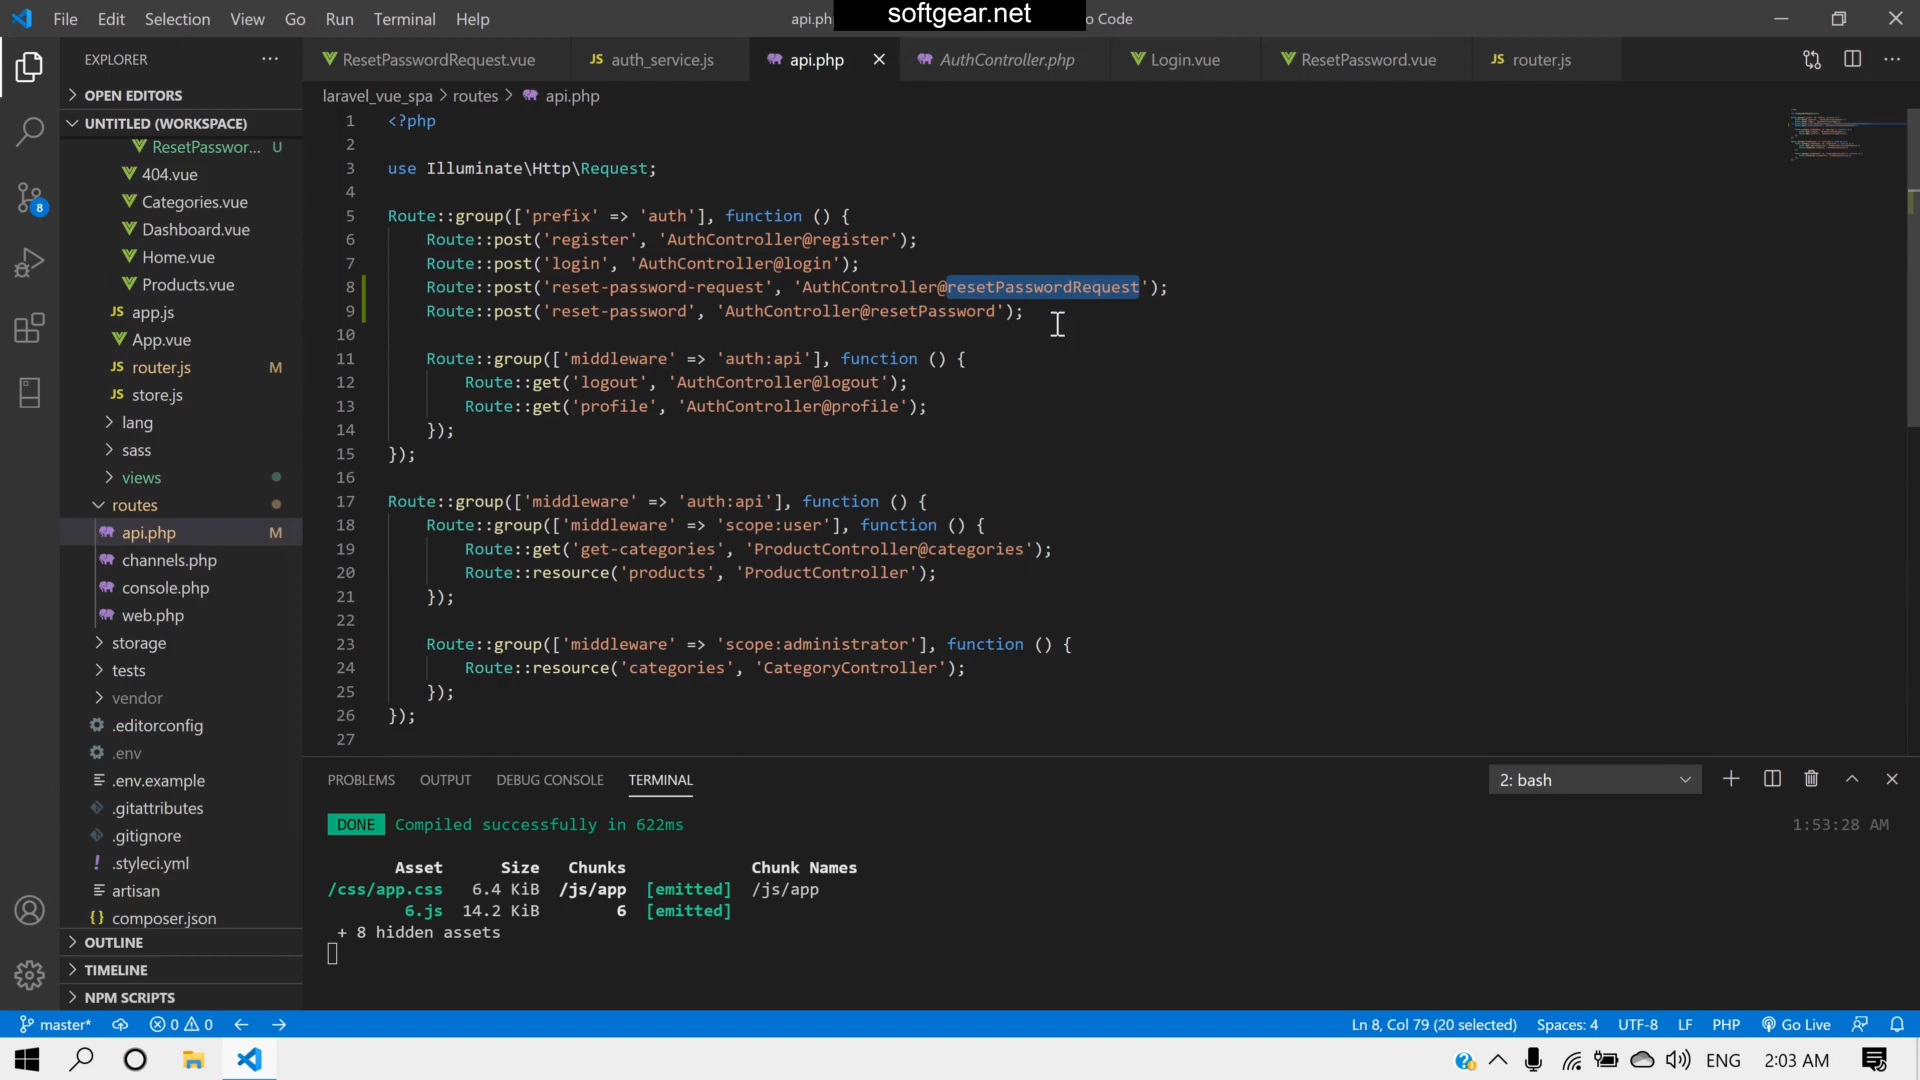 File Edit Selection View Go Run Terminal Help
api.ph
softgear.net
o Code
EXPLORER
OPEN EDITORS
UNTITLED (WORKSPACE)
ResetPasswor... U
404.vue
Categories.vue
Dashboard.vue
Home.vue
Products.vue
JS app.js
App.vue
JS router.js M
JS store.js
lang
sass
views
routes
api.php M
channels.php
console.php
web.php
storage
tests
vendor
.editorconfig
.env
.env.example
.gitattributes
.gitignore
! .styleci.yml
artisan
{} composer.json
OUTLINE
TIMELINE
NPM SCRIPTS
ResetPasswordRequest.vue JS auth_service.js api.php AuthController.php Login.vue ResetPassword.vue JS router.js
laravel_vue_spa > routes > api.php
1 <?php
2
3 use Illuminate\Http\Request;
4
5 Route::group(['prefix' => 'auth'], function () {
6 Route::post('register', 'AuthController@register');
7 Route::post('login', 'AuthController@login');
8 Route::post('reset-password-request', 'AuthController@resetPasswordRequest');
9 Route::post('reset-password', 'AuthController@resetPassword');
10
11 Route::group(['middleware' => 'auth:api'], function () {
12 Route::get('logout', 'AuthController@logout');
13 Route::get('profile', 'AuthController@profile');
14 });
15 });
16
17 Route::group(['middleware' => 'auth:api'], function () {
18 Route::group(['middleware' => 'scope:user'], function () {
19 Route::get('get-categories', 'ProductController@categories');
20 Route::resource('products', 'ProductController');
21 });
22
23 Route::group(['middleware' => 'scope:administrator'], function () {
24 Route::resource('categories', 'CategoryController');
25 });
26 });
27
PROBLEMS OUTPUT DEBUG CONSOLE TERMINAL 2: bash
DONE Compiled successfully in 622ms 1:53:28 AM
Asset Size Chunks Chunk Names
/css/app.css 6.4 KiB /js/app [emitted] /js/app
6.js 14.2 KiB 6 [emitted]
+ 8 hidden assets
8
master* 0 0 Ln 8, Col 79 (20 selected) Spaces: 4 UTF-8 LF PHP Go Live
ENG 2:03 AM